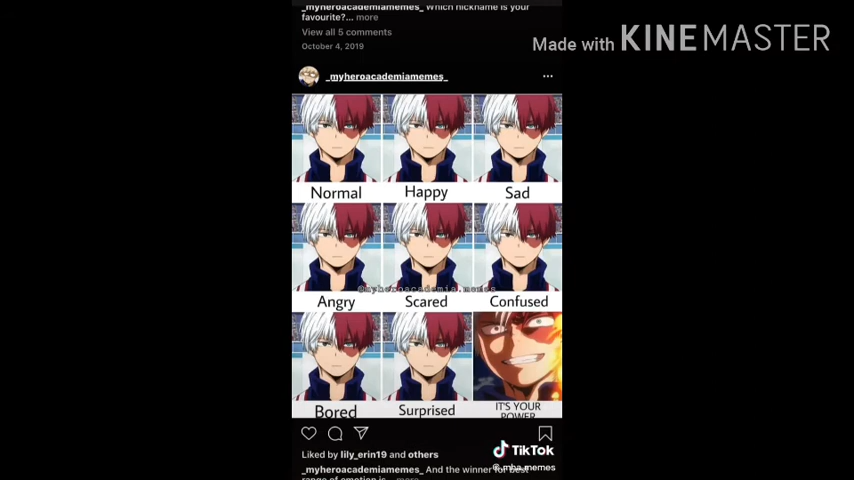 _myheroacademiamemes_ Which nickname is your
favourite?... more
View all 5 comments
October 4, 2019
Made with KINEMASTER
_myheroacademiamemes_
Normal Happy Sad
@myheroacademia.memes
Angry Scared Confused
Bored Surprised IT'S YOUR
POWER
Liked by lily_erin19 and others
TikTok
_myheroacademiamemes_ And the winner for best
@_mha.memes
range of emotion is... more